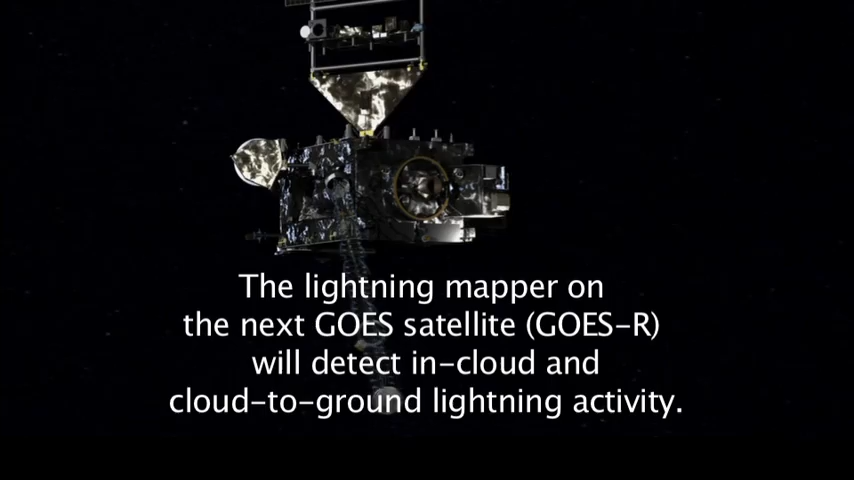 The lightning mapper on
the next GOES satellite (GOES-R)
will detect in-cloud and
cloud-to-ground lightning activity.